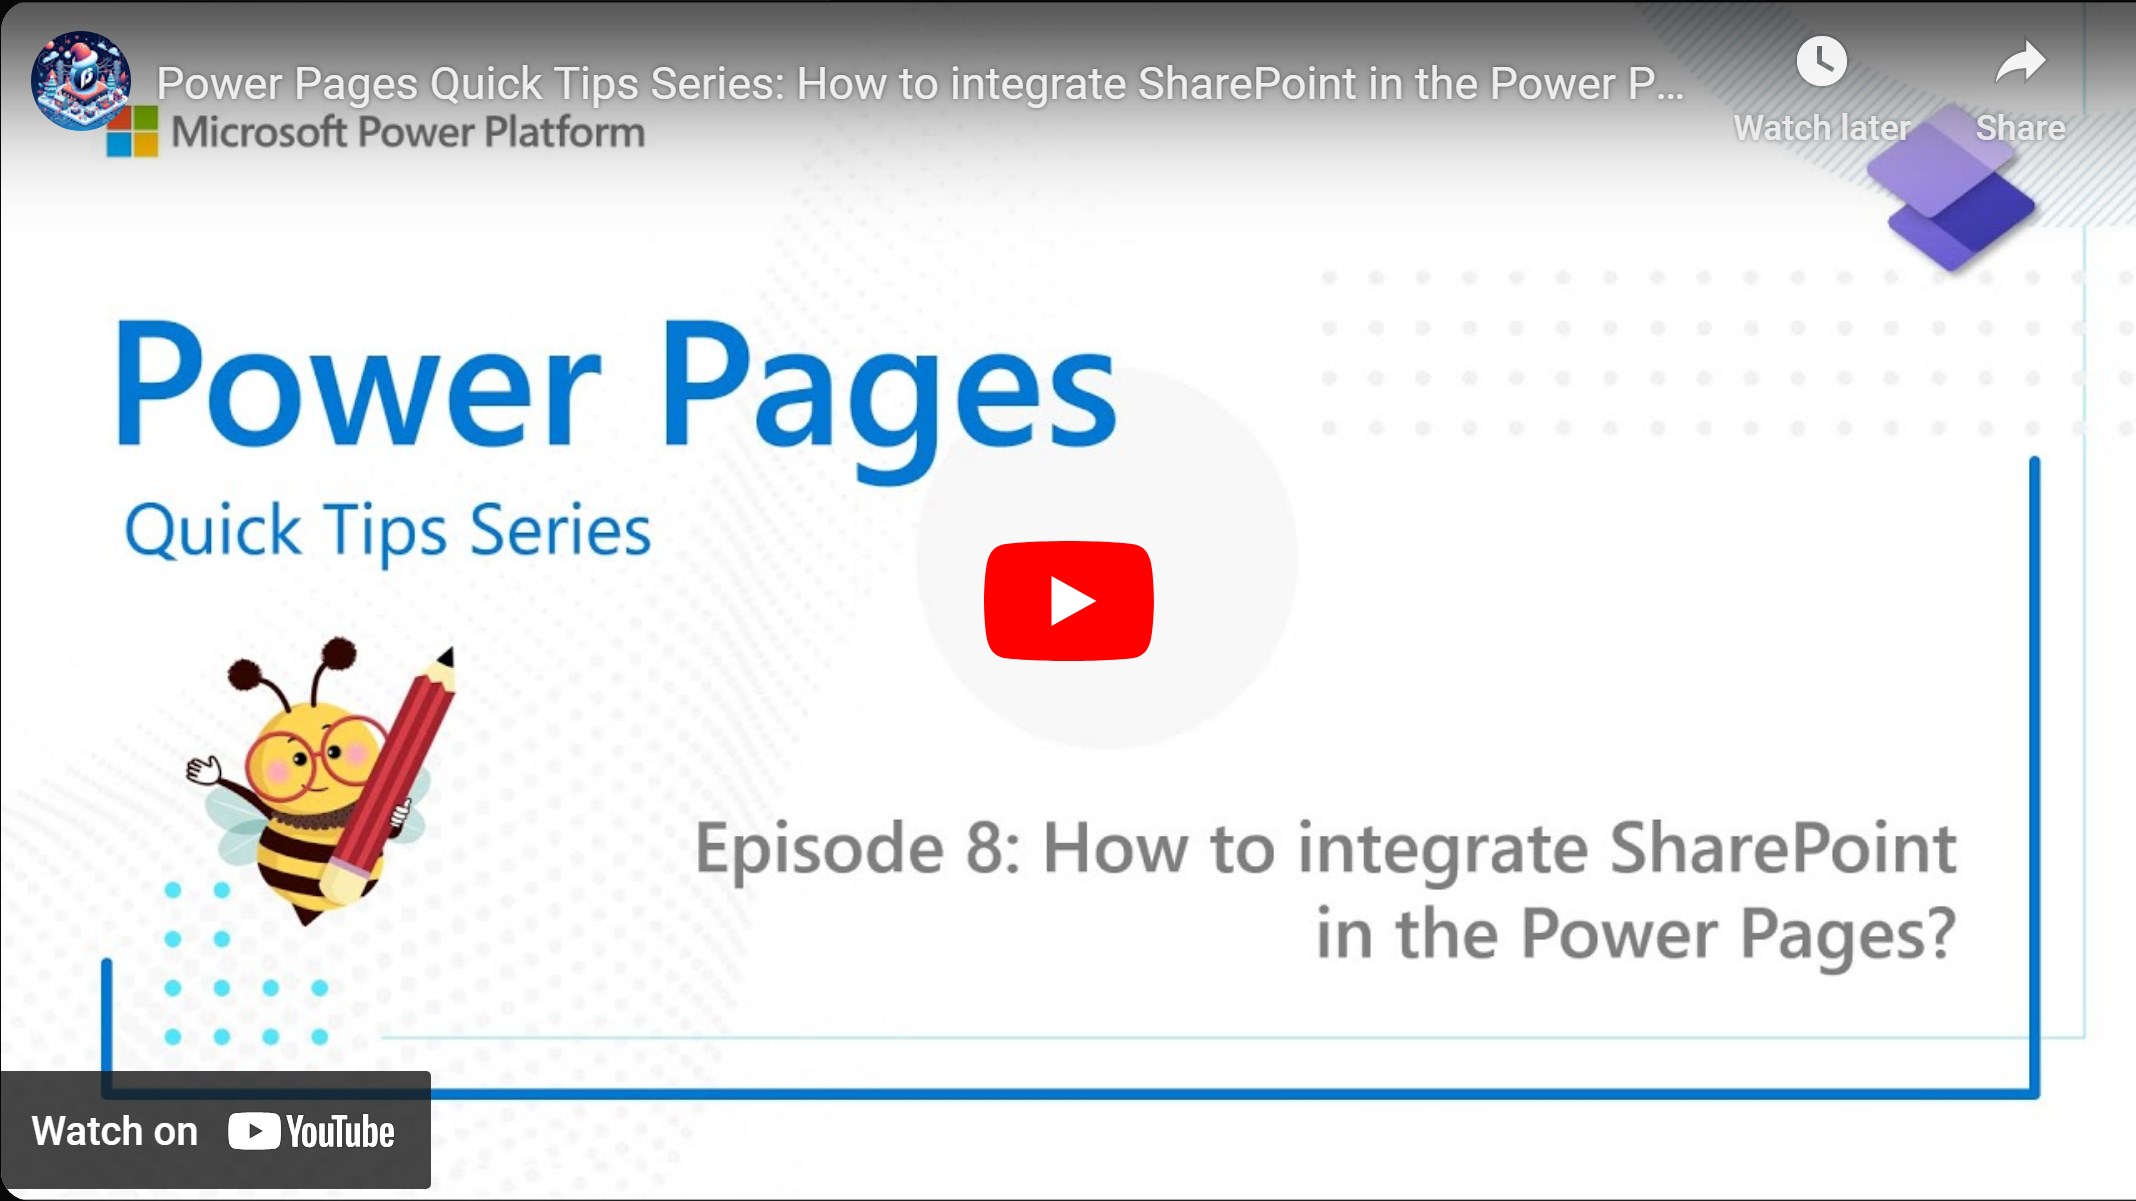 Power Pages Quick Tips Series: How to integrate SharePoint in the Power P...
Watch later
Share
Microsoft Power Platform
Power Pages
Quick Tips Series
Episode 8: How to integrate SharePoint
in the Power Pages?
Watch on YouTube